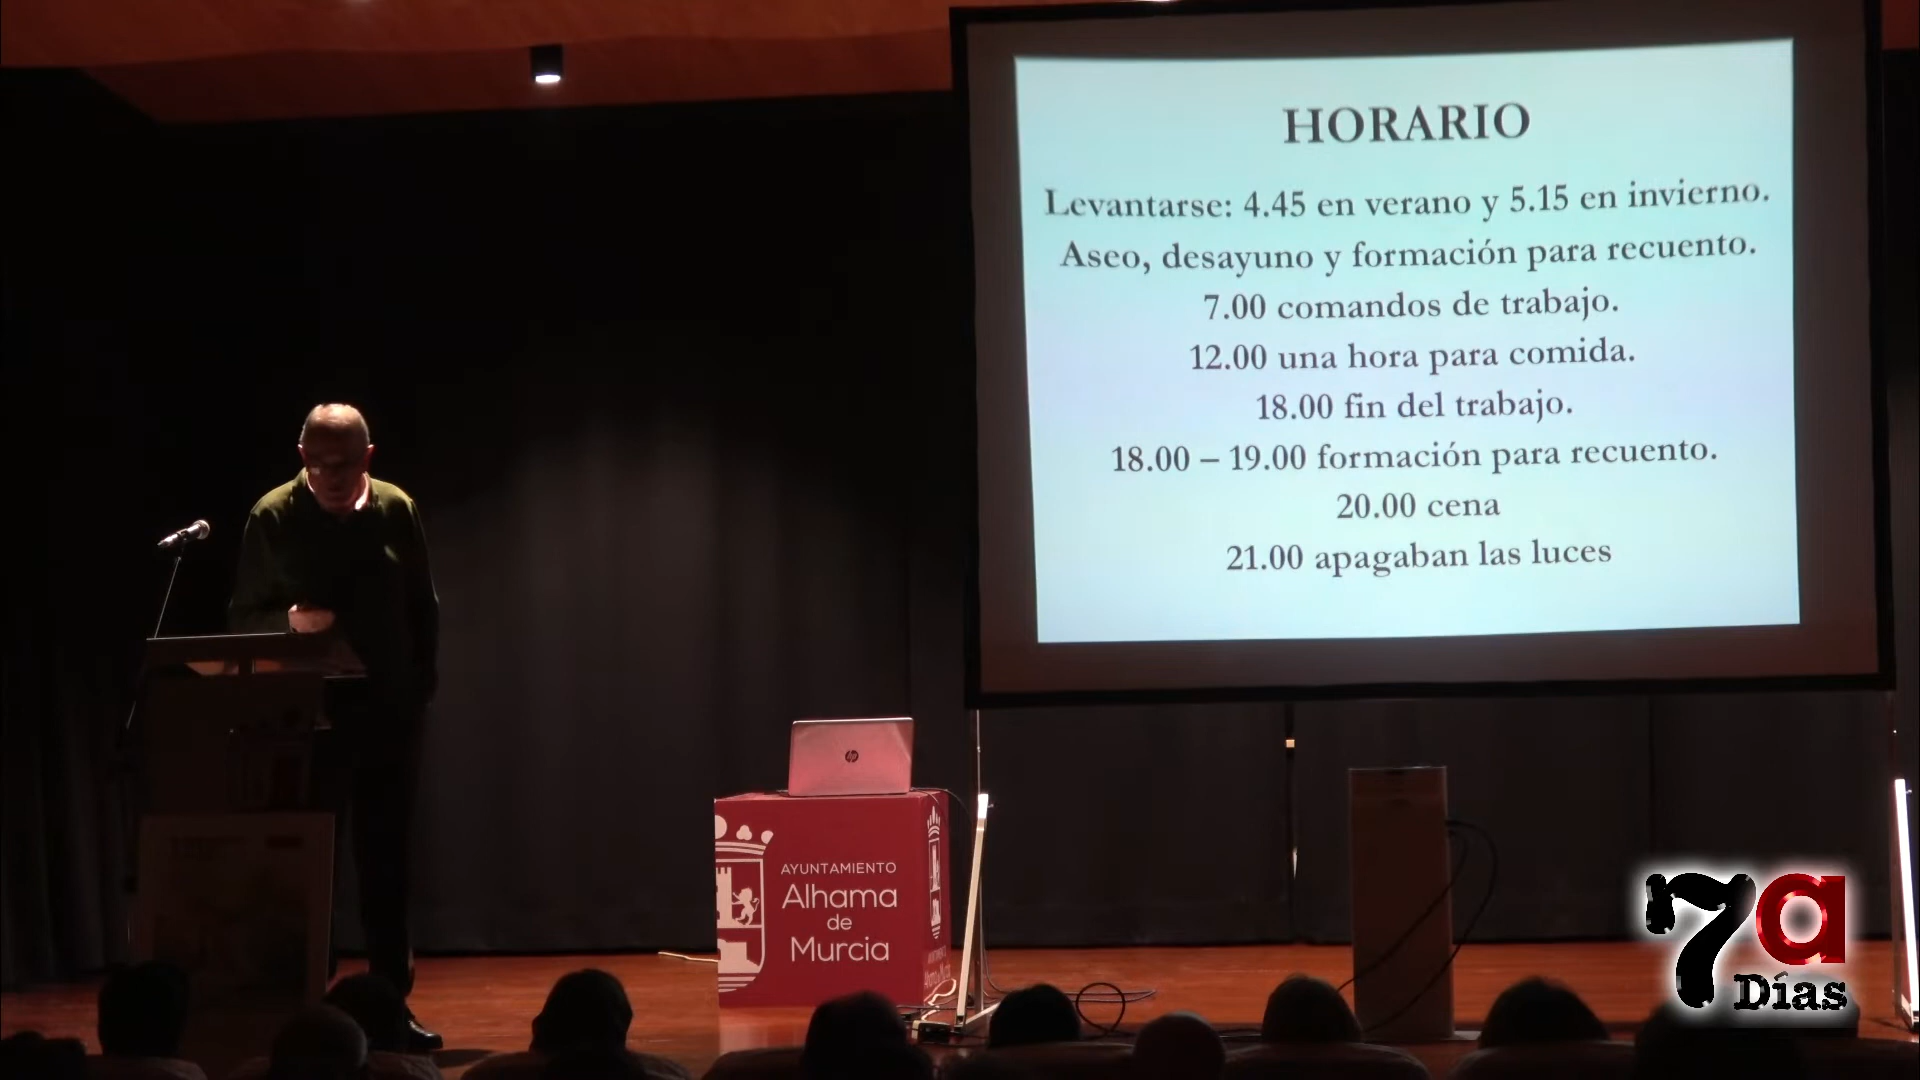 HORARIO
Levantarse: 4.45 en verano y 5.15 en invierno.
Aseo, desayuno y formación para recuento.
7.00 comandos de trabajo.
12.00 una hora para comida.
18.00 fin del trabajo.
18.00 – 19.00 formación para recuento.
20.00 cena
21.00 apagaban las luces
hp
AYUNTAMIENTO
Alhama
de
Murcia
7a
Días